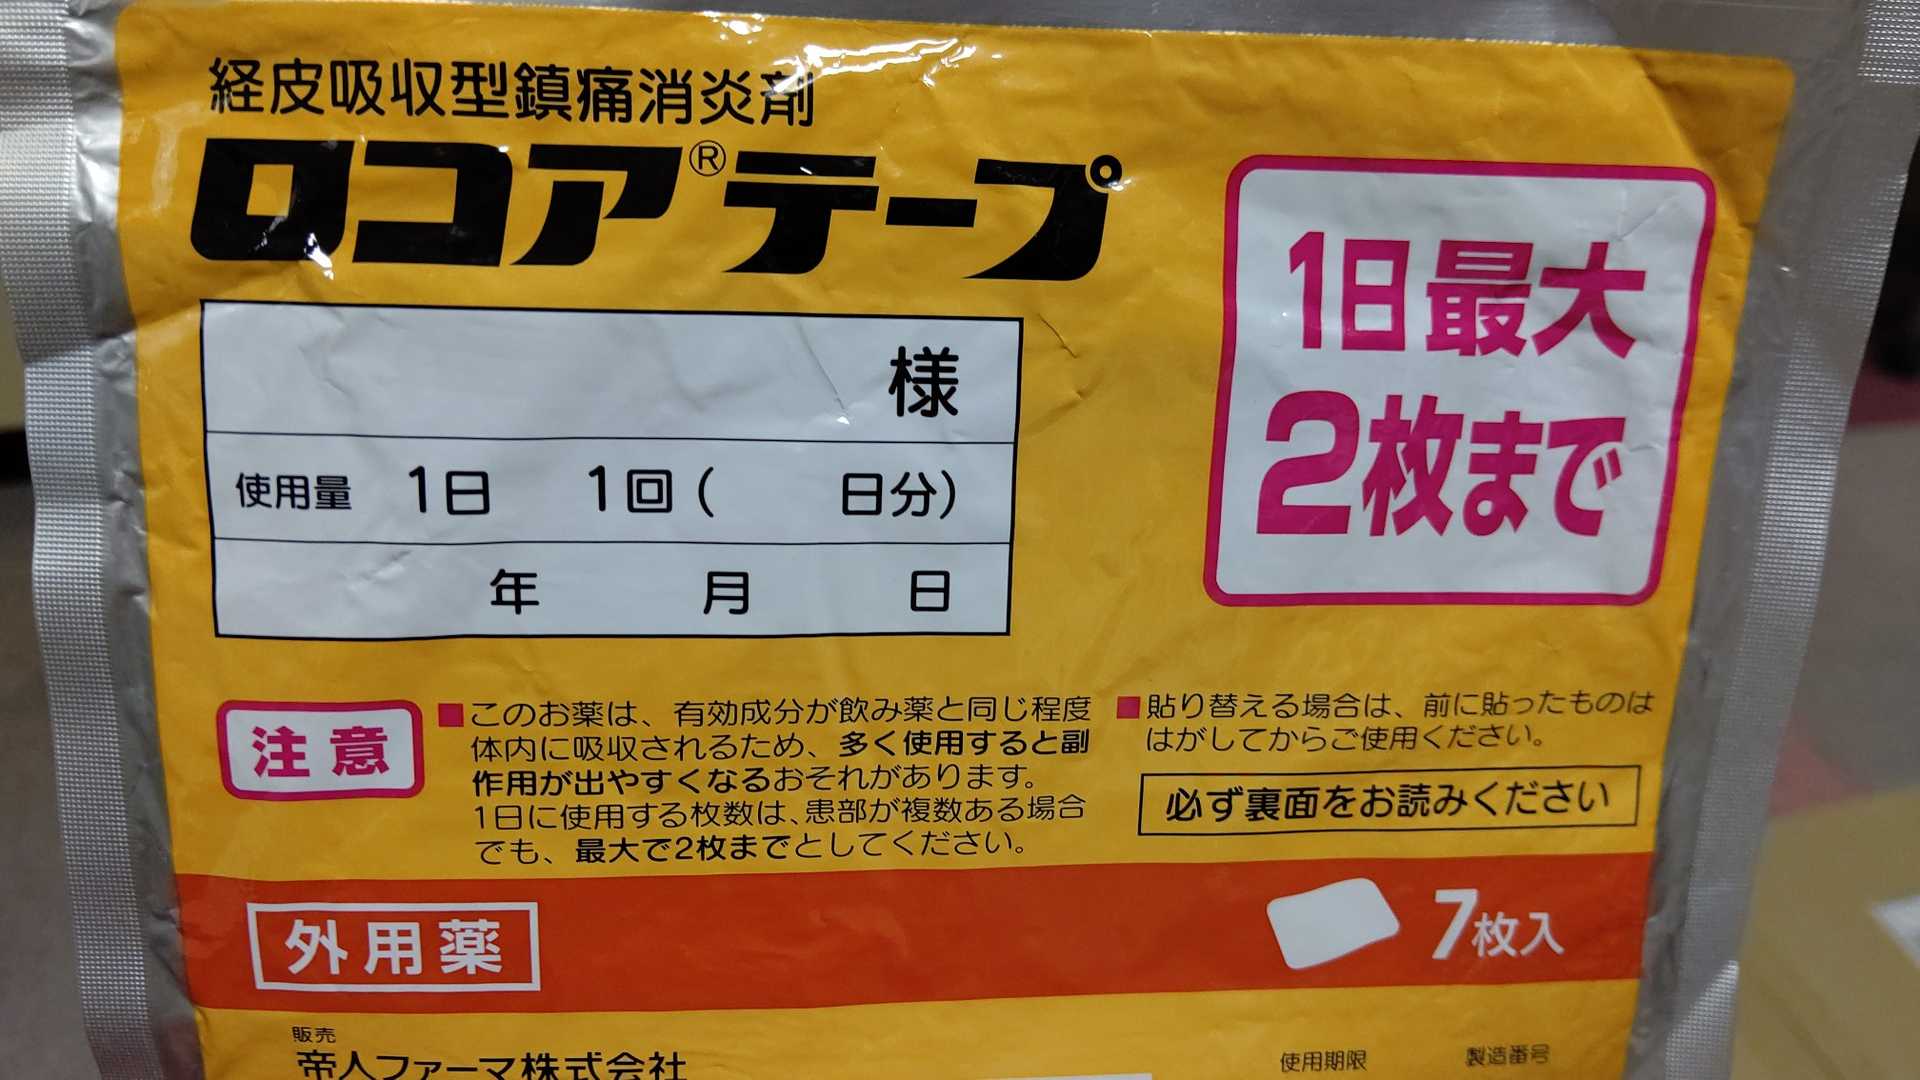 経皮吸収型鎮痛消炎剤
ロコア®テープ
様
使用量 1日 1回( 日分)
年 月 日
1日最大
2枚まで
注意
■このお薬は、有効成分が飲み薬と同じ程度
体内に吸収されるため、多く使用すると副
作用が出やすくなるおそれがあります。
1日に使用する枚数は、患部が複数ある場合
でも、最大で2枚までとしてください。
■貼り替える場合は、前に貼ったものは
はがしてからご使用ください。
必ず裏面をお読みください
外用薬
7枚入
販売
帝人ファーマ株式会社
使用期限 製造番号